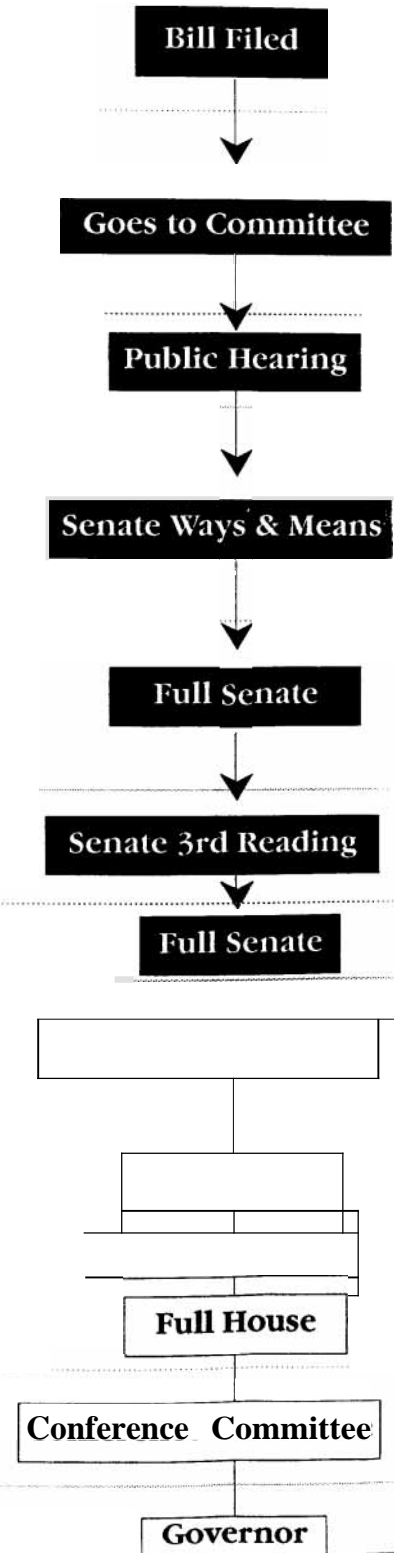 Bill Filed
Goes to Committee
Public Hearing
Senate Ways & Means
Full Senate
Senate 3rd Reading
Full Senate
Full House
Conference Committee
Governor